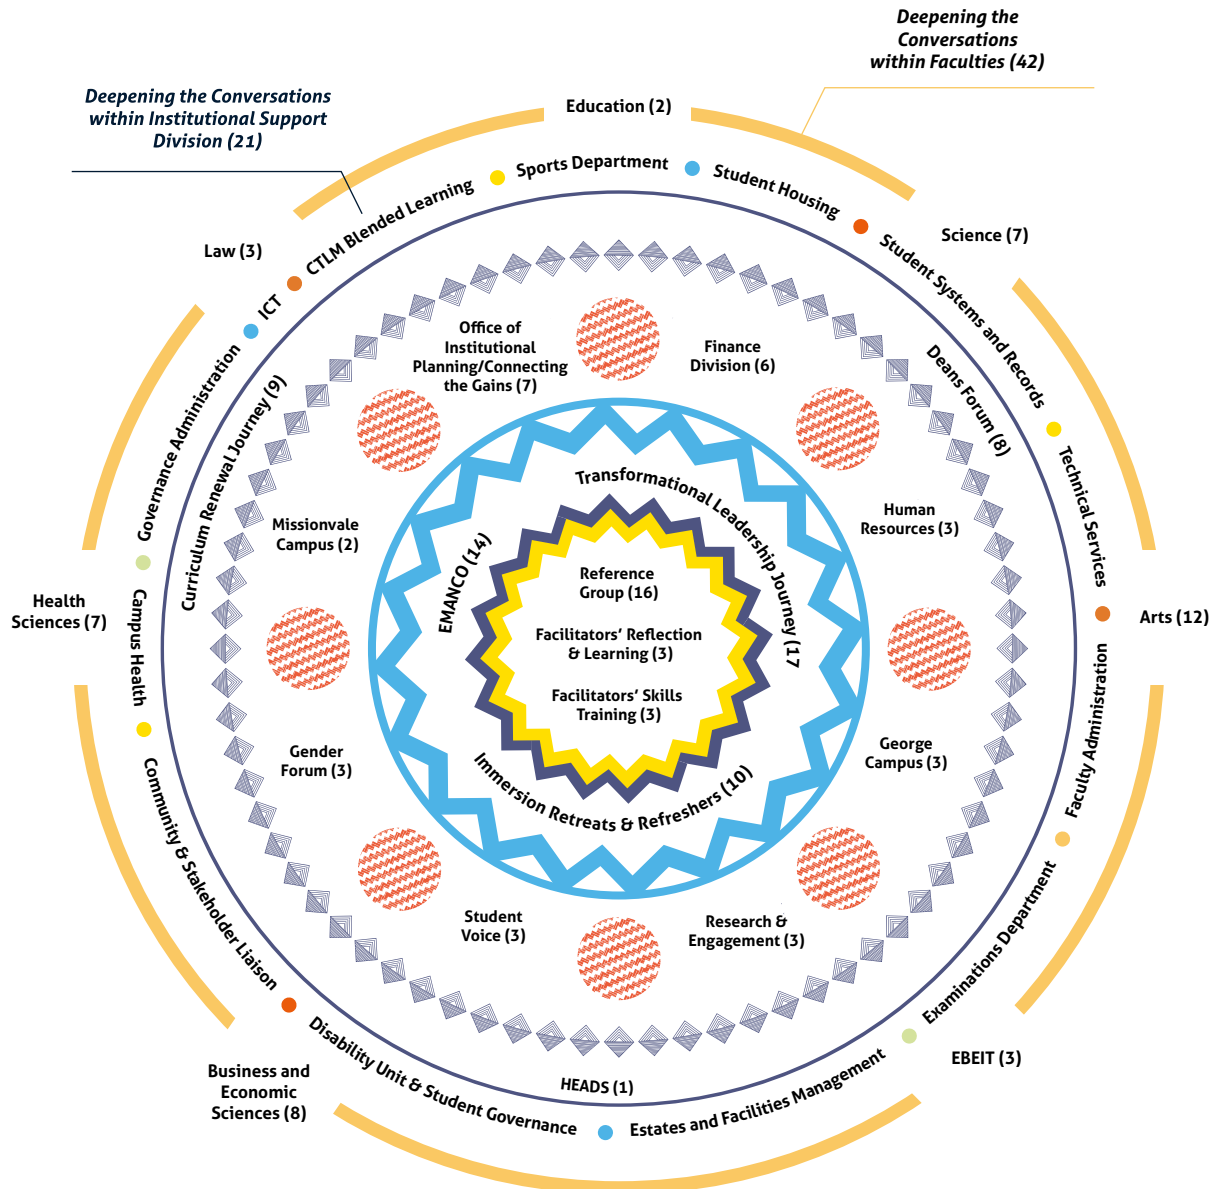 Deepening the
Conversations
within Faculties (42)
Deepening the Conversations
within Institutional Support
Division (21)
Education (2)
Science (7)
Arts (12)
EBEIT (3)
Business and
Economic
Sciences (8)
Health
Sciences (7)
Law (3)
Sports Department
Student Housing
Student Systems and Records
Technical Services
Faculty Administration
Examinations Department
Estates and Facilities Management
Disability Unit & Student Governance
Community & Stakeholder Liaison
Campus Health
Governance Administration
ICT
CTLM Blended Learning
Curriculum Renewal Journey (9)
Deans Forum (8)
HEADS (1)
Office of
Institutional
Planning/Connecting
the Gains (7)
Finance
Division (6)
Human
Resources (3)
George
Campus (3)
Research &
Engagement (3)
Student
Voice (3)
Gender
Forum (3)
Missionvale
Campus (2)
EMANCO (14)
Transformational Leadership Journey (17
Immersion Retreats & Refreshers (10)
Reference
Group (16)
Facilitators‘ Reflection
& Learning (3)
Facilitators‘ Skills
Training (3)